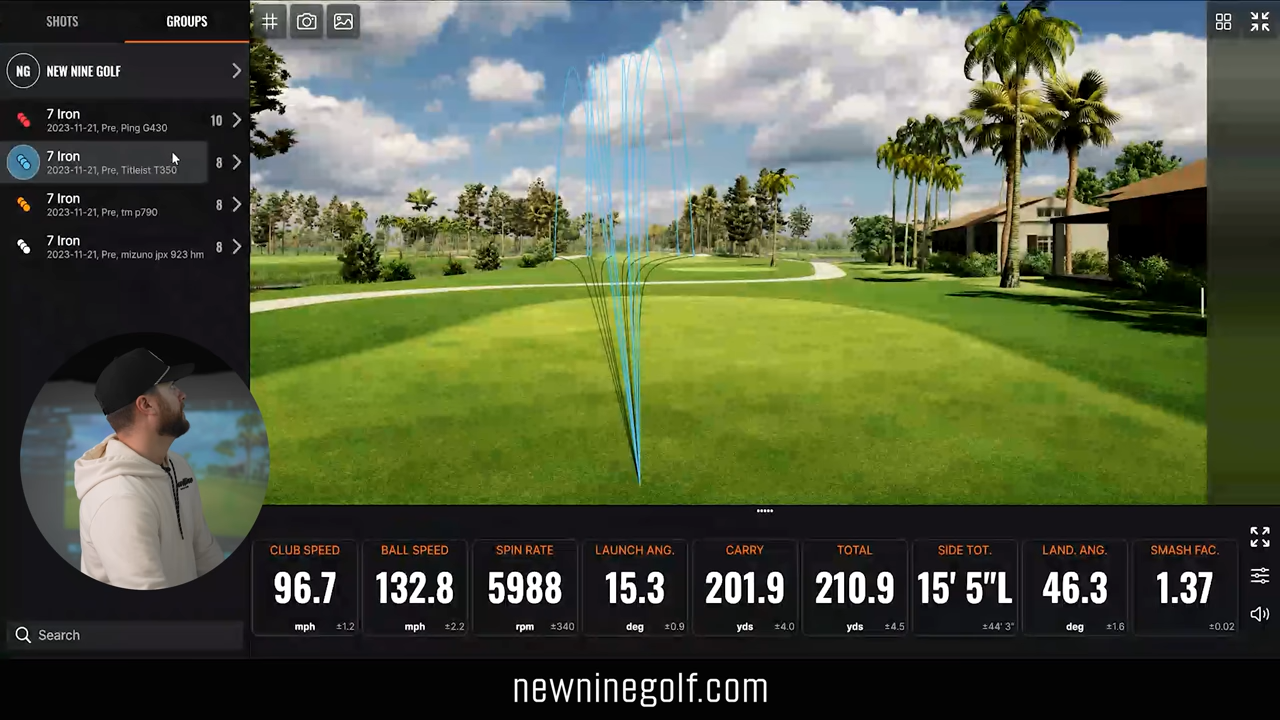 SHOTS
GROUPS
NG
NEW NINE GOLF
7 Iron
2023-11-21, Pre, Ping G430
10
7 Iron
2023-11-21, Pre, Titleist T350
8
7 Iron
2023-11-21, Pre, tm p790
8
7 Iron
2023-11-21, Pre, mizuno jpx 923 hm
8
Search
CLUB SPEED
96.7
mph ±1.2
BALL SPEED
132.8
mph ±2.2
SPIN RATE
5988
rpm ±340
LAUNCH ANG.
15.3
deg ±0.9
CARRY
201.9
yds ±4.0
TOTAL
210.9
yds ±4.5
SIDE TOT.
15' 5"L
±44' 3"
LAND. ANG.
46.3
deg ±1.6
SMASH FAC.
1.37
±0.02
newninegolf.com